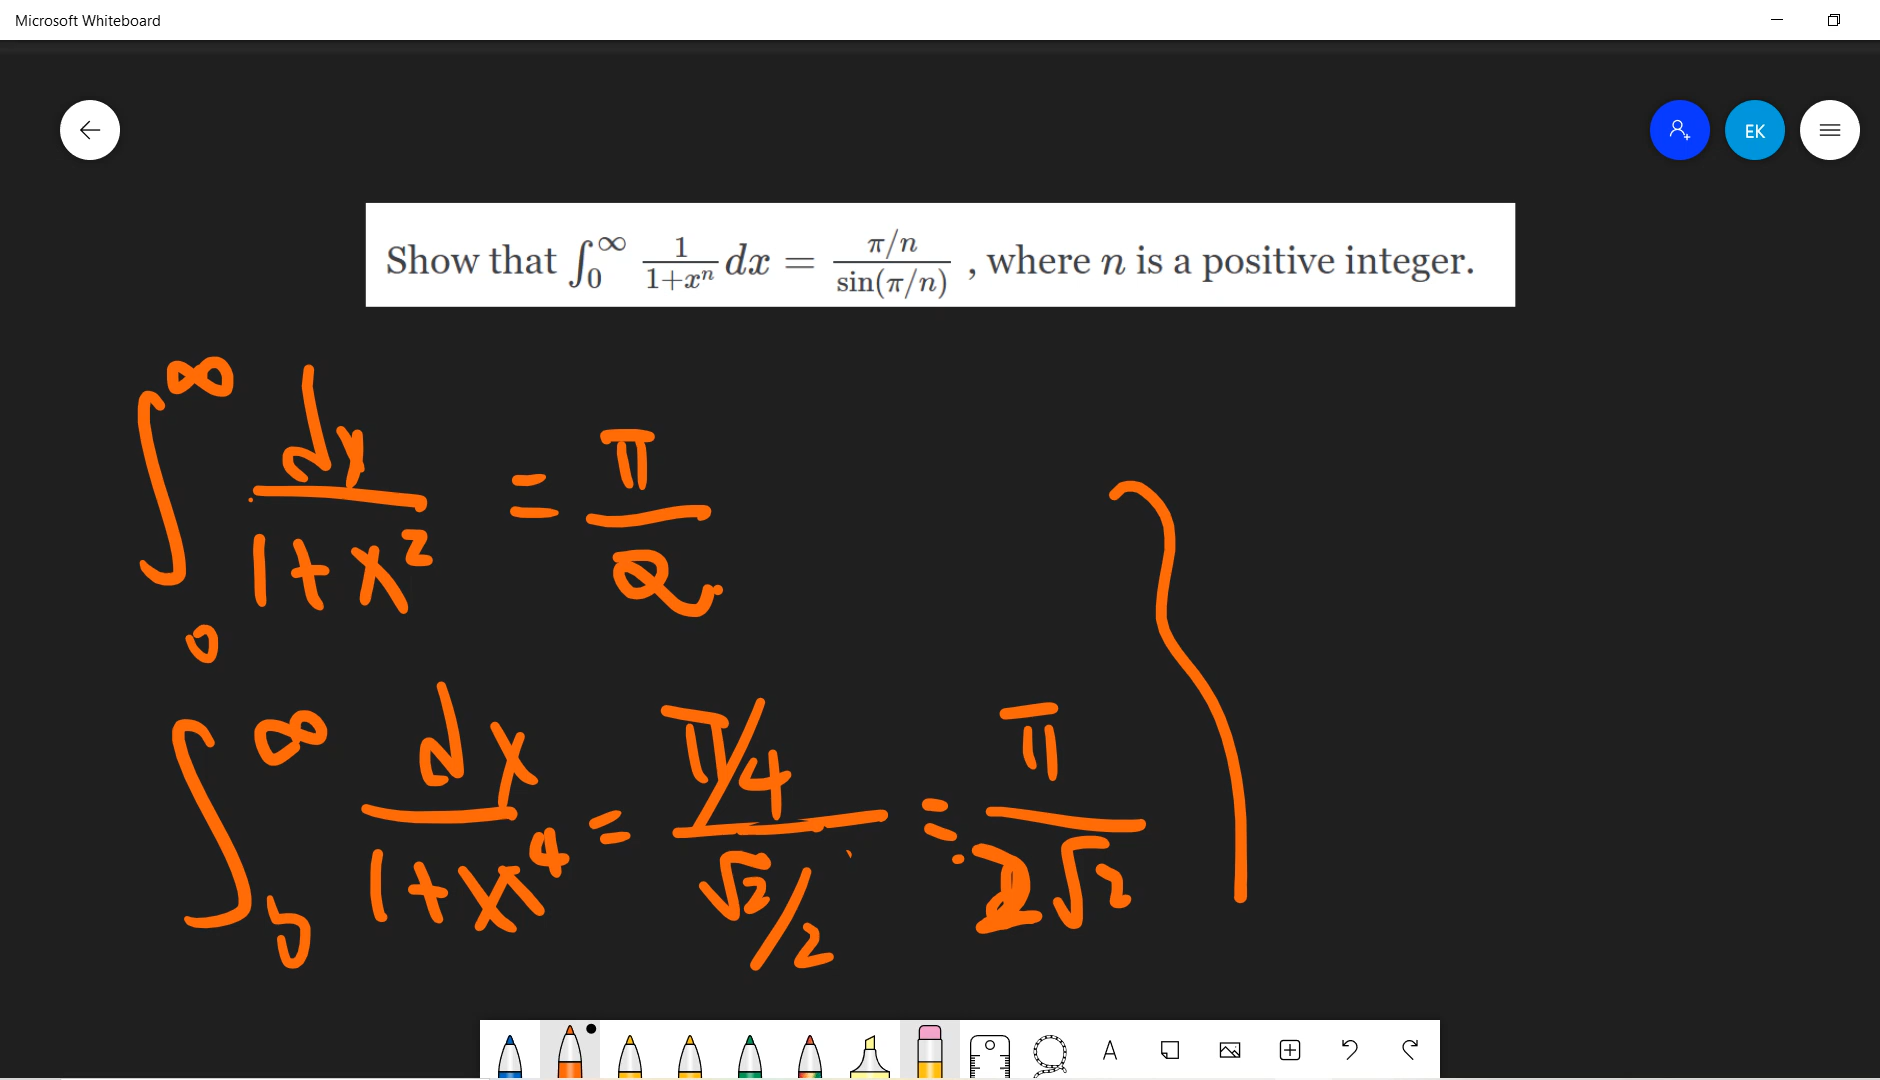 Microsoft Whiteboard
EK
Show that ∫₀^∞ 1/(1+xⁿ) dx = (π/n)/(sin(π/n)) , where n is a positive integer.
∫₀^∞ dx/(1+x²) = π/2
∫₀^∞ dx/(1+x⁴) = (π/4)/(√2/2) = π/(2√2)
A